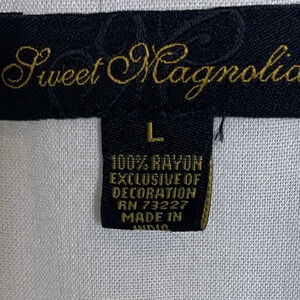 Sweet Magnolia
L
100% RAYON
EXCLUSIVE OF
DECORATION
RN 73227
MADE IN
INDIA